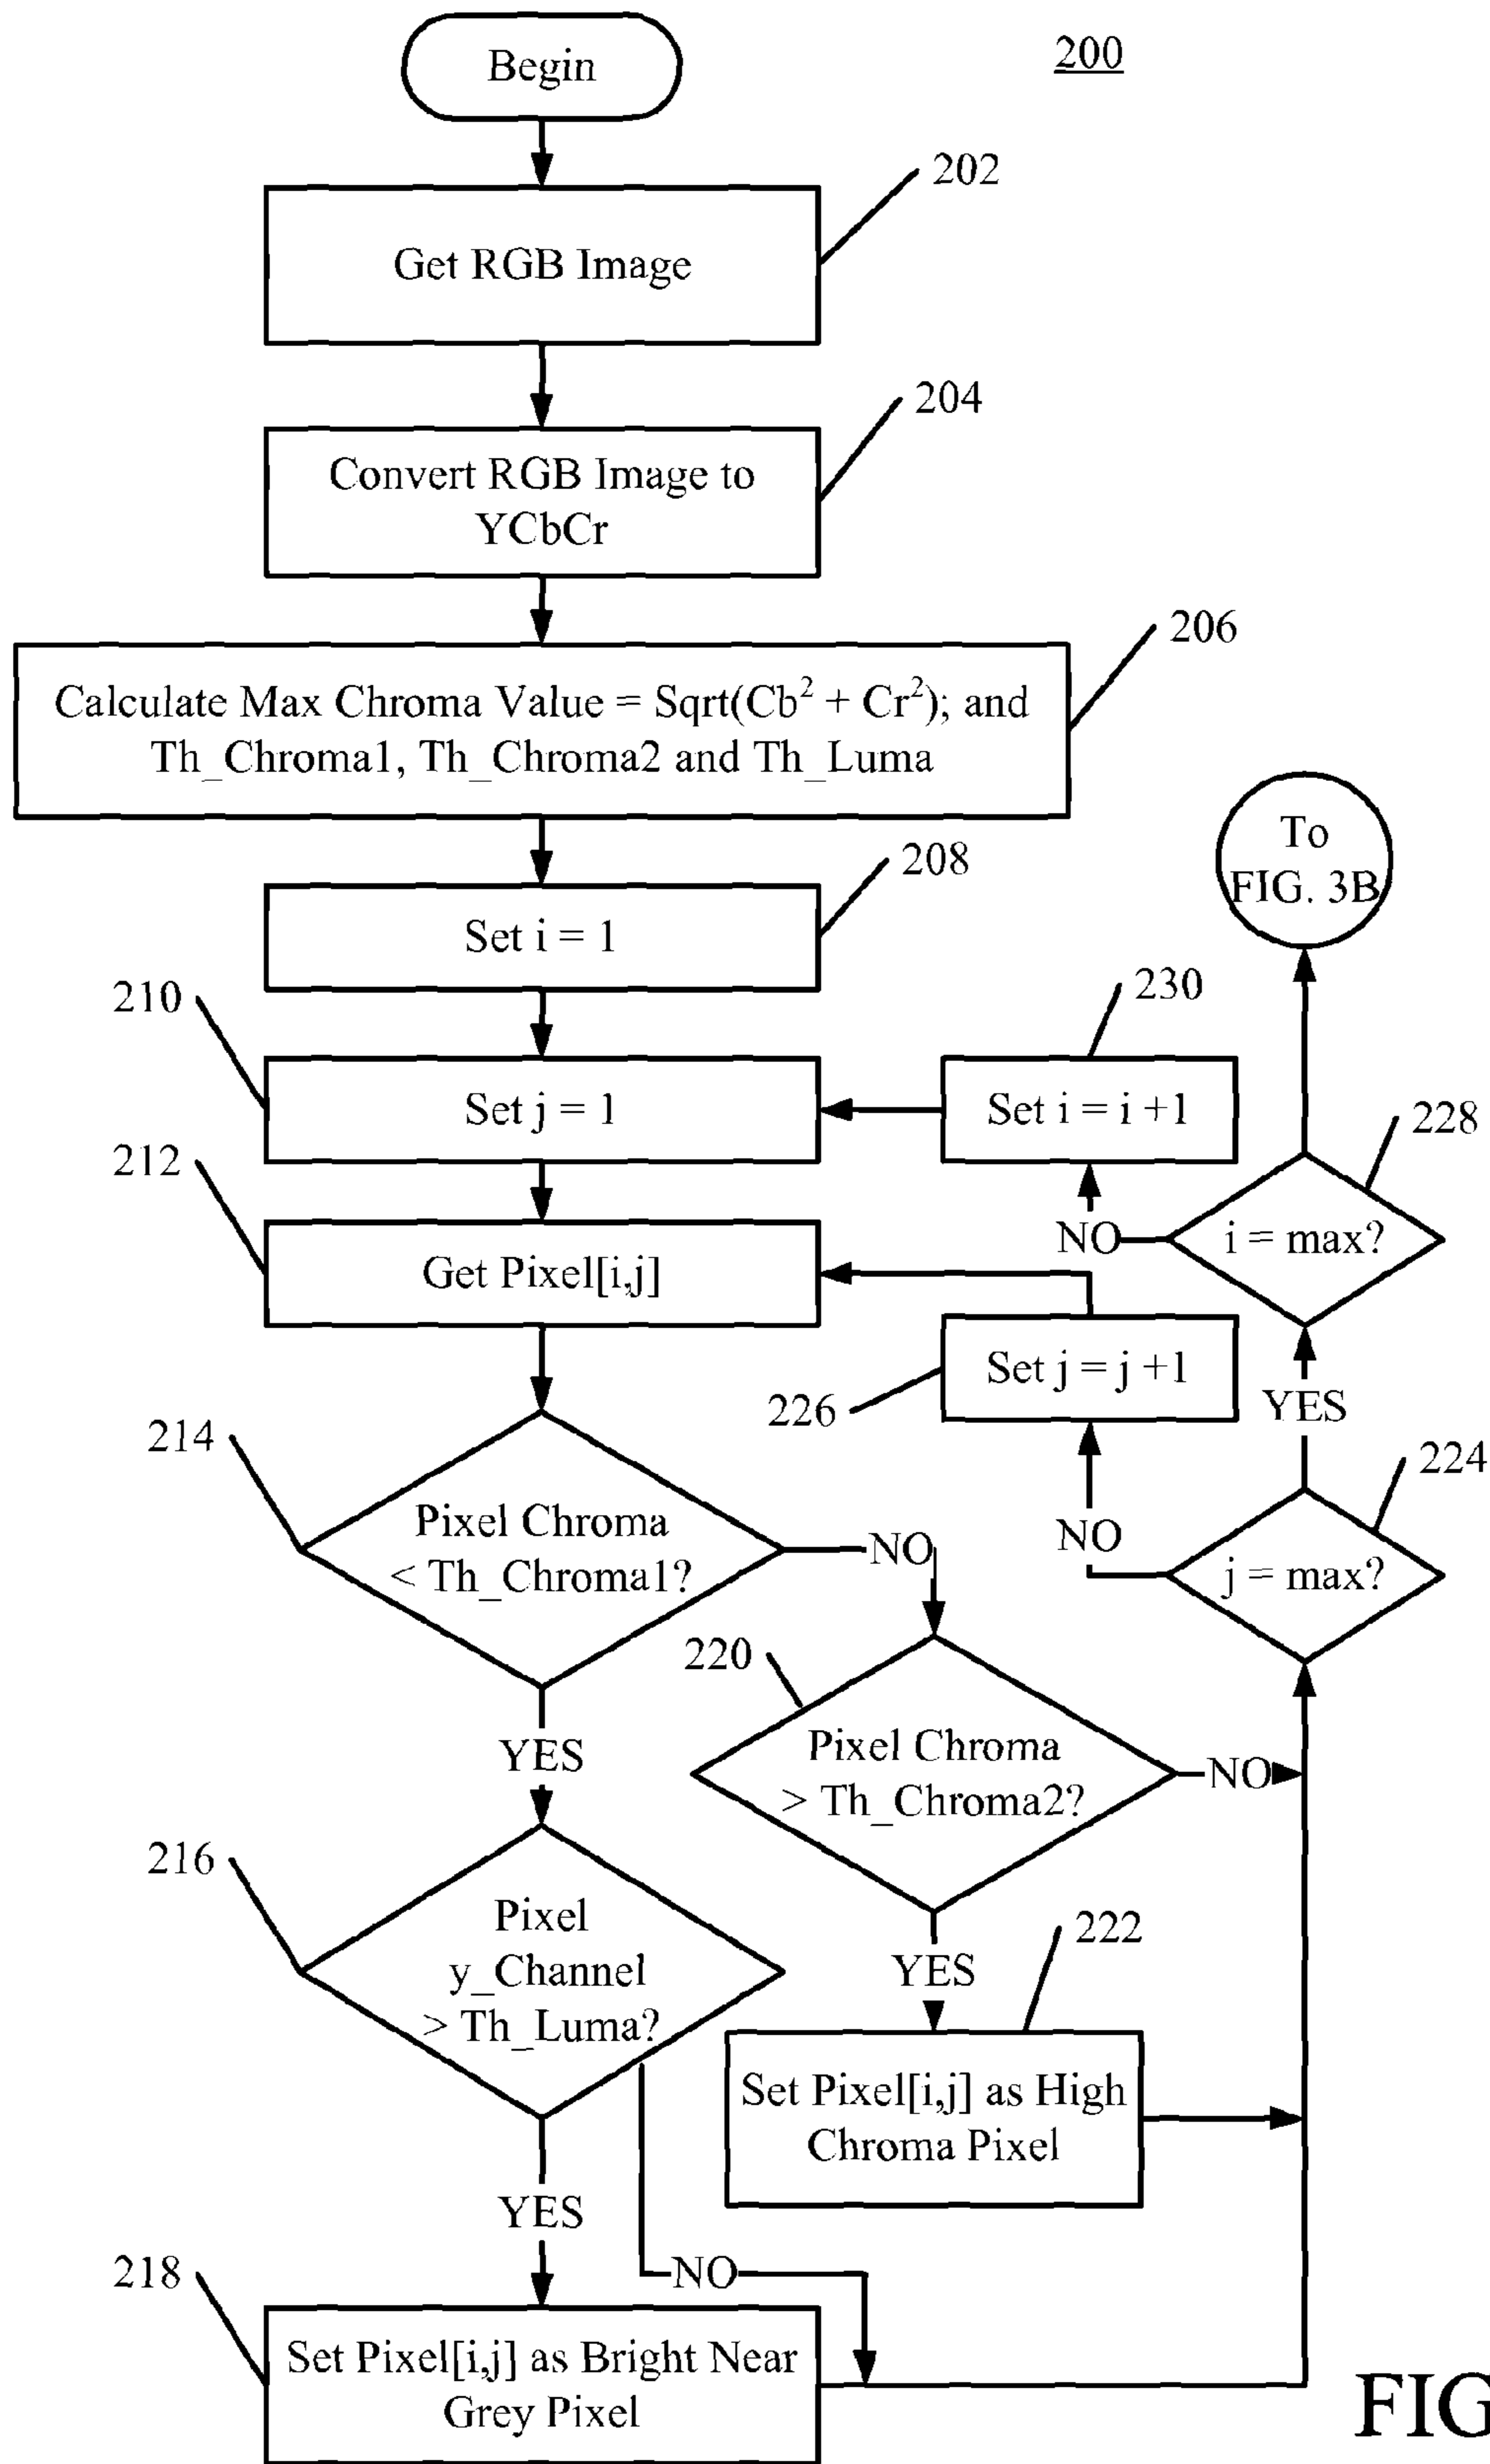 Begin
200
202
Get RGB Image
204
Convert RGB Image to
YCbCr
206
Calculate Max Chroma Value = Sqrt(Cb² + Cr²); and
Th_Chroma1, Th_Chroma2 and Th_Luma
To
FIG. 3B
208
Set i = 1
210
Set j = 1
230
Set i = i +1
228
i = max?
NO
212
Get Pixel[i,j]
226
Set j = j +1
YES
224
j = max?
NO
214
Pixel Chroma
< Th_Chroma1?
NO
YES
220
Pixel Chroma
> Th_Chroma2?
NO
YES
216
Pixel
y_Channel
> Th_Luma?
222
Set Pixel[i,j] as High
Chroma Pixel
YES
NO
218
Set Pixel[i,j] as Bright Near
Grey Pixel
FIG